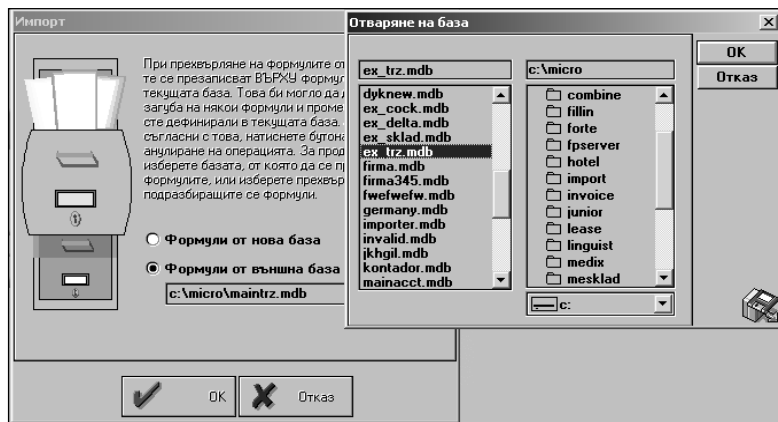 Импорт
При прехвърляне на формулите от
те се презаписват ВЪРХУ формул
текущата база. Това би могло да
загуба на някои формули и проме
сте дефинирали в текущата база.
съгласни с това, натиснете бутона
анулиране на операцията. За прод
изберете базата, от която да се п
формулите, или изберете прехвър
подразбиращите се формули.
Формули от нова база
Формули от външна база
c:\micro\maintrz.mdb
OK
Отказ
Отваряне на база
ex_trz.mdb
dyknew.mdb
ex_cock.mdb
ex_delta.mdb
ex_sklad.mdb
ex_trz.mdb
firma.mdb
firma345.mdb
fwefwefw.mdb
germany.mdb
importer.mdb
invalid.mdb
jkhgil.mdb
kontador.mdb
mainacct.mdb
c:\micro
combine
fillin
forte
fpserver
hotel
import
invoice
junior
lease
linguist
medix
mesklad
c:
OK
Отказ